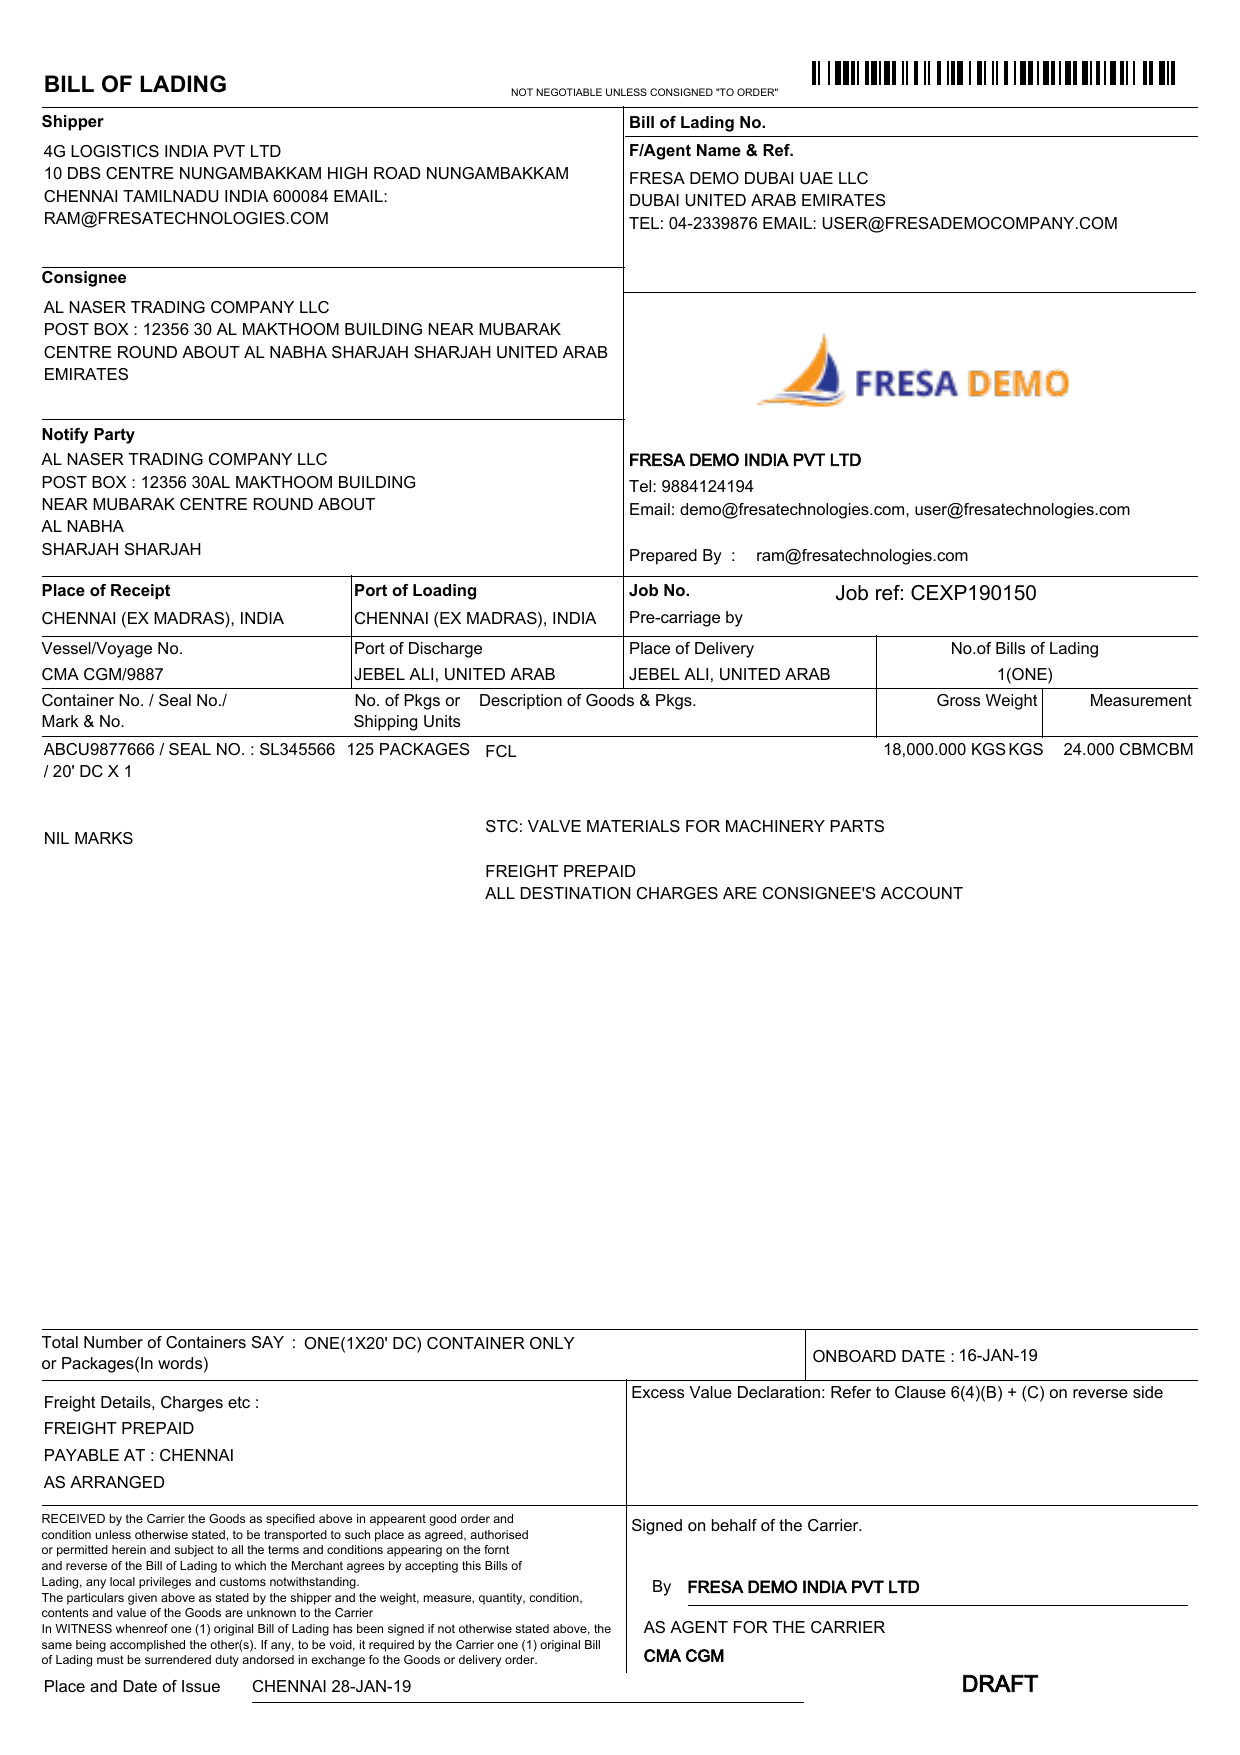 BILL OF LADING
NOT NEGOTIABLE UNLESS CONSIGNED "TO ORDER"
Shipper
4G LOGISTICS INDIA PVT LTD
10 DBS CENTRE NUNGAMBAKKAM HIGH ROAD NUNGAMBAKKAM
CHENNAI TAMILNADU INDIA 600084 EMAIL:
RAM@FRESATECHNOLOGIES.COM
Bill of Lading No.
F/Agent Name & Ref.
FRESA DEMO DUBAI UAE LLC
DUBAI UNITED ARAB EMIRATES
TEL: 04-2339876 EMAIL: USER@FRESADEMOCOMPANY.COM
Consignee
AL NASER TRADING COMPANY LLC
POST BOX : 12356 30 AL MAKTHOOM BUILDING NEAR MUBARAK
CENTRE ROUND ABOUT AL NABHA SHARJAH SHARJAH UNITED ARAB
EMIRATES
FRESA DEMO
Notify Party
AL NASER TRADING COMPANY LLC
POST BOX : 12356 30AL MAKTHOOM BUILDING
NEAR MUBARAK CENTRE ROUND ABOUT
AL NABHA
SHARJAH SHARJAH
FRESA DEMO INDIA PVT LTD
Tel: 9884124194
Email: demo@fresatechnologies.com, user@fresatechnologies.com
Prepared By : ram@fresatechnologies.com
Place of Receipt
CHENNAI (EX MADRAS), INDIA
Port of Loading
CHENNAI (EX MADRAS), INDIA
Job No. Job ref: CEXP190150
Pre-carriage by
Vessel/Voyage No.
CMA CGM/9887
Port of Discharge
JEBEL ALI, UNITED ARAB
Place of Delivery
JEBEL ALI, UNITED ARAB
No.of Bills of Lading
1(ONE)
Container No. / Seal No./
Mark & No.
No. of Pkgs or
Shipping Units
Description of Goods & Pkgs.
Gross Weight
Measurement
ABCU9877666 / SEAL NO. : SL345566
/ 20' DC X 1
125 PACKAGES
FCL
18,000.000 KGS KGS
24.000 CBMCBM
NIL MARKS
STC: VALVE MATERIALS FOR MACHINERY PARTS
FREIGHT PREPAID
ALL DESTINATION CHARGES ARE CONSIGNEE'S ACCOUNT
Total Number of Containers SAY : ONE(1X20' DC) CONTAINER ONLY
or Packages(In words)
ONBOARD DATE : 16-JAN-19
Freight Details, Charges etc :
FREIGHT PREPAID
PAYABLE AT : CHENNAI
AS ARRANGED
Excess Value Declaration: Refer to Clause 6(4)(B) + (C) on reverse side
RECEIVED by the Carrier the Goods as specified above in appearent good order and
condition unless otherwise stated, to be transported to such place as agreed, authorised
or permitted herein and subject to all the terms and conditions appearing on the fornt
and reverse of the Bill of Lading to which the Merchant agrees by accepting this Bills of
Lading, any local privileges and customs notwithstanding.
The particulars given above as stated by the shipper and the weight, measure, quantity, condition,
contents and value of the Goods are unknown to the Carrier
In WITNESS whenreof one (1) original Bill of Lading has been signed if not otherwise stated above, the
same being accomplished the other(s). If any, to be void, it required by the Carrier one (1) original Bill
of Lading must be surrendered duty andorsed in exchange fo the Goods or delivery order.
Signed on behalf of the Carrier.
By FRESA DEMO INDIA PVT LTD
AS AGENT FOR THE CARRIER
CMA CGM
Place and Date of Issue CHENNAI 28-JAN-19
DRAFT